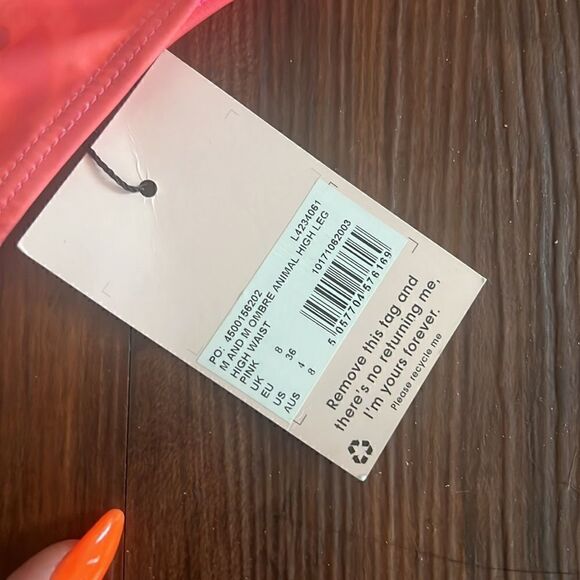 PO: 4500156202 L4234061
M AND M OMBRE ANIMAL HIGH LEG
HIGH WAIST
PINK 10171062003
UK 8
EU 36
US 4
AUS 8
5 057704 576169
Remove this tag and
there's no returning me,
I'm yours forever.
Please recycle me